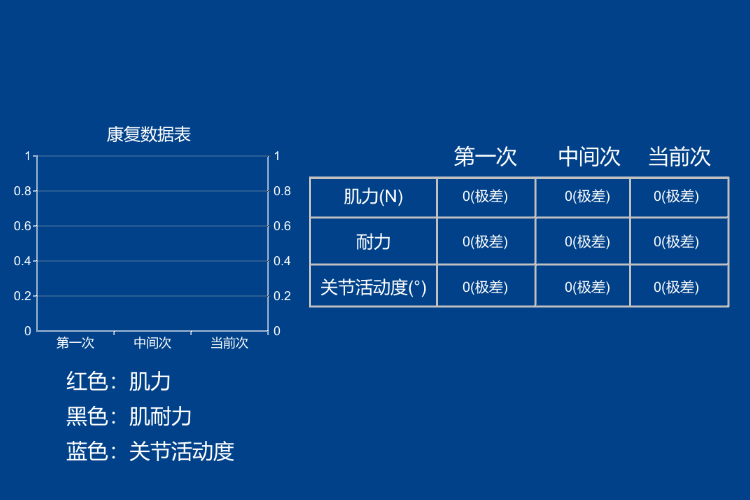 康复数据表
1
0.8
0.6
0.4
0.2
0
1
0.8
0.6
0.4
0.2
0
第一次 中间次 当前次
红色：肌力
黑色：肌耐力
蓝色：关节活动度
第一次 中间次 当前次
肌力(N) 0(极差) 0(极差) 0(极差)
耐力 0(极差) 0(极差) 0(极差)
关节活动度(°) 0(极差) 0(极差) 0(极差)